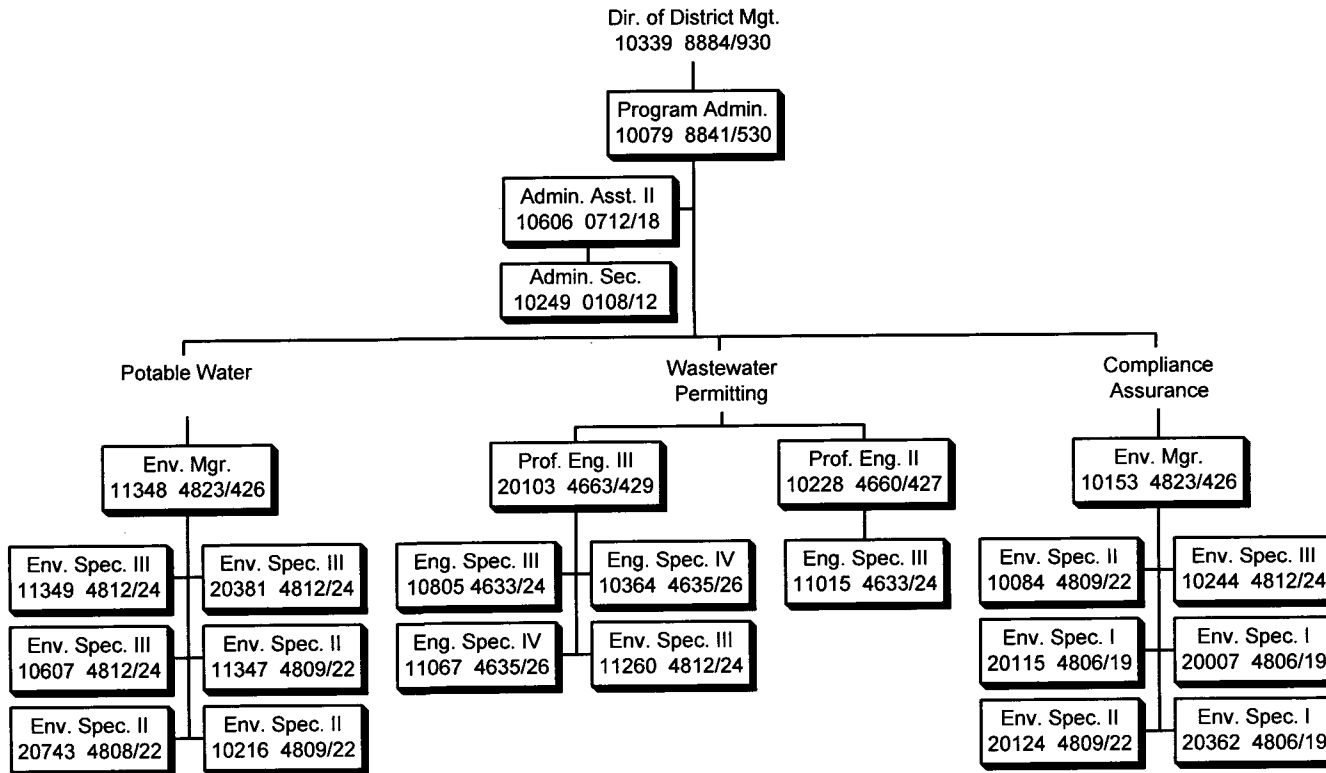 Dir. of District Mgt.
10339 8884/930
Program Admin.
10079 8841/530
Admin. Asst. II
10606 0712/18
Admin. Sec.
10249 0108/12
Potable Water
Env. Mgr.
11348 4823/426
Env. Spec. III
11349 4812/24
Env. Spec. III
20381 4812/24
Env. Spec. III
10607 4812/24
Env. Spec. II
11347 4809/22
Env. Spec. II
20743 4808/22
Env. Spec. II
10216 4809/22
Wastewater
Permitting
Prof. Eng. III
20103 4663/429
Eng. Spec. III
10805 4633/24
Eng. Spec. IV
10364 4635/26
Eng. Spec. IV
11067 4635/26
Env. Spec. III
11260 4812/24
Prof. Eng. II
10228 4660/427
Eng. Spec. III
11015 4633/24
Compliance
Assurance
Env. Mgr.
10153 4823/426
Env. Spec. II
10084 4809/22
Env. Spec. III
10244 4812/24
Env. Spec. I
20115 4806/19
Env. Spec. I
20007 4806/19
Env. Spec. II
20124 4809/22
Env. Spec. I
20362 4806/19